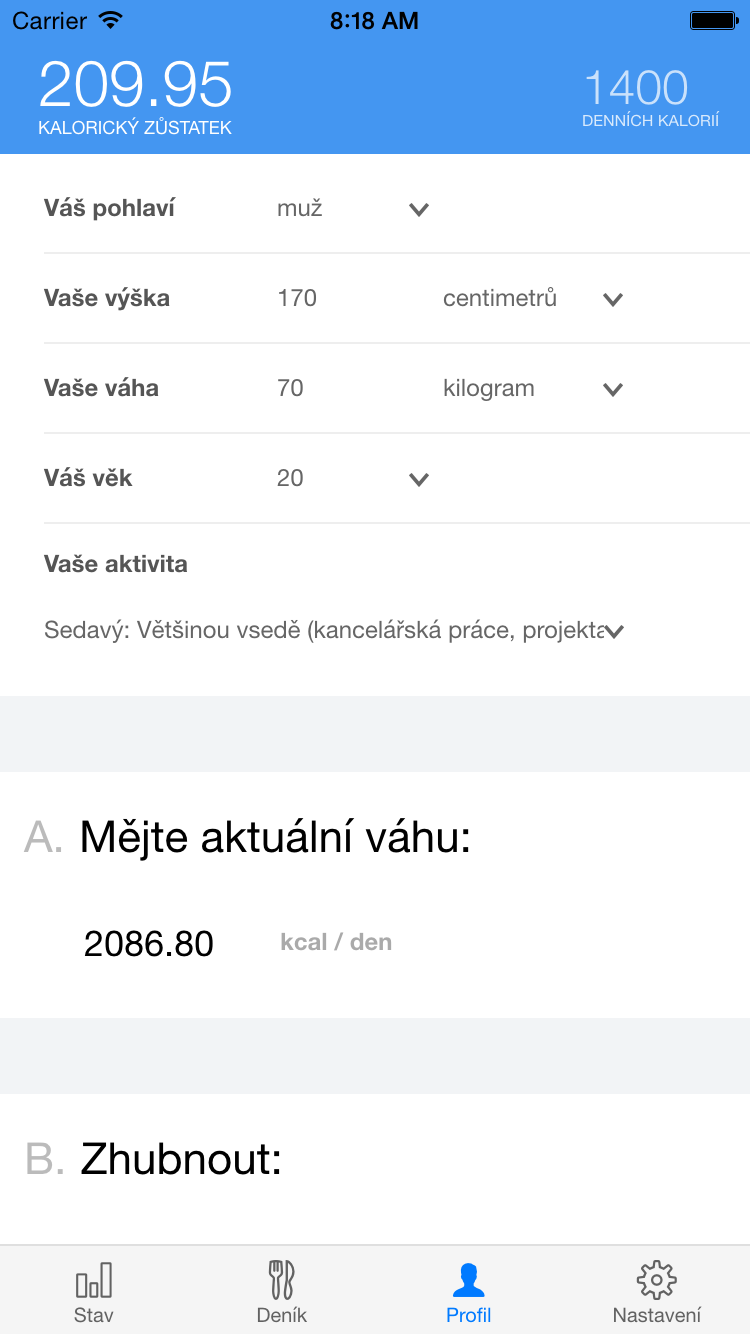 Carrier 8:18 AM
209.95 1400
KALORICKÝ ZŮSTATEK DENNÍCH KALORIÍ
Váš pohlaví muž
Vaše výška 170 centimetrů
Vaše váha 70 kilogram
Váš věk 20
Vaše aktivita
Sedavý: Většinou vsedě (kancelářská práce, projekta
A. Mějte aktuální váhu:
2086.80 kcal / den
B. Zhubnout:
Stav Deník Profil Nastavení